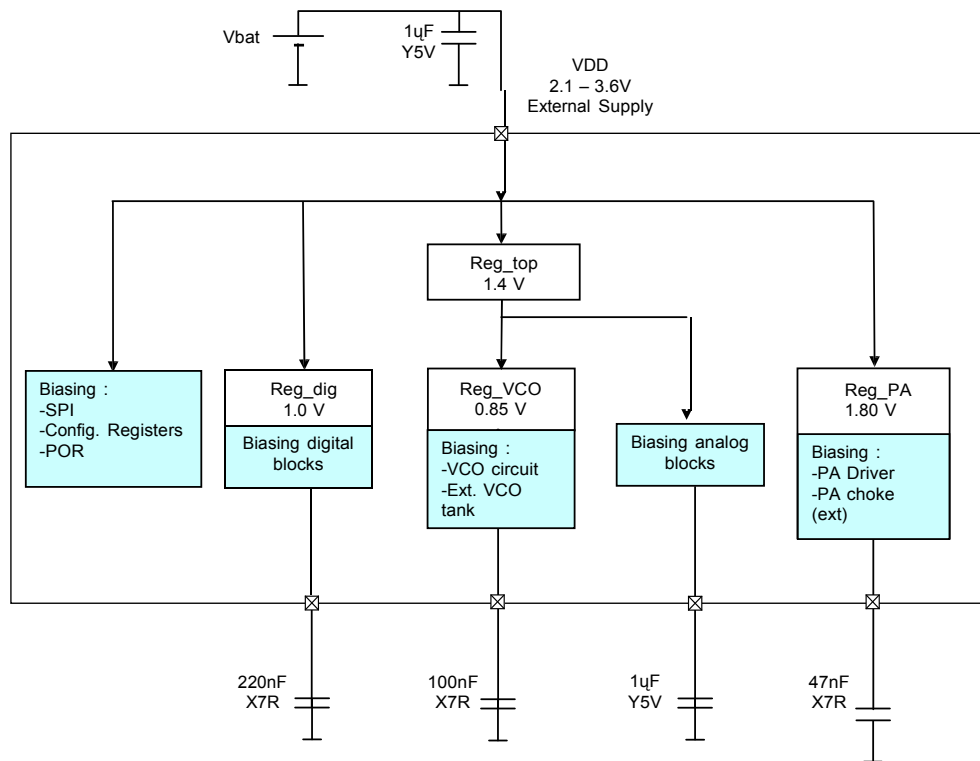 Vbat
1ųF
Y5V
VDD
2.1 – 3.6V
External Supply
Reg_top
1.4 V
Biasing :
-SPI
-Config. Registers
-POR
Reg_dig
1.0 V
Biasing digital
blocks
Reg_VCO
0.85 V
Biasing :
-VCO circuit
-Ext. VCO
tank
Biasing analog
blocks
Reg_PA
1.80 V
Biasing :
-PA Driver
-PA choke
(ext)
220nF
X7R
100nF
X7R
1ųF
Y5V
47nF
X7R